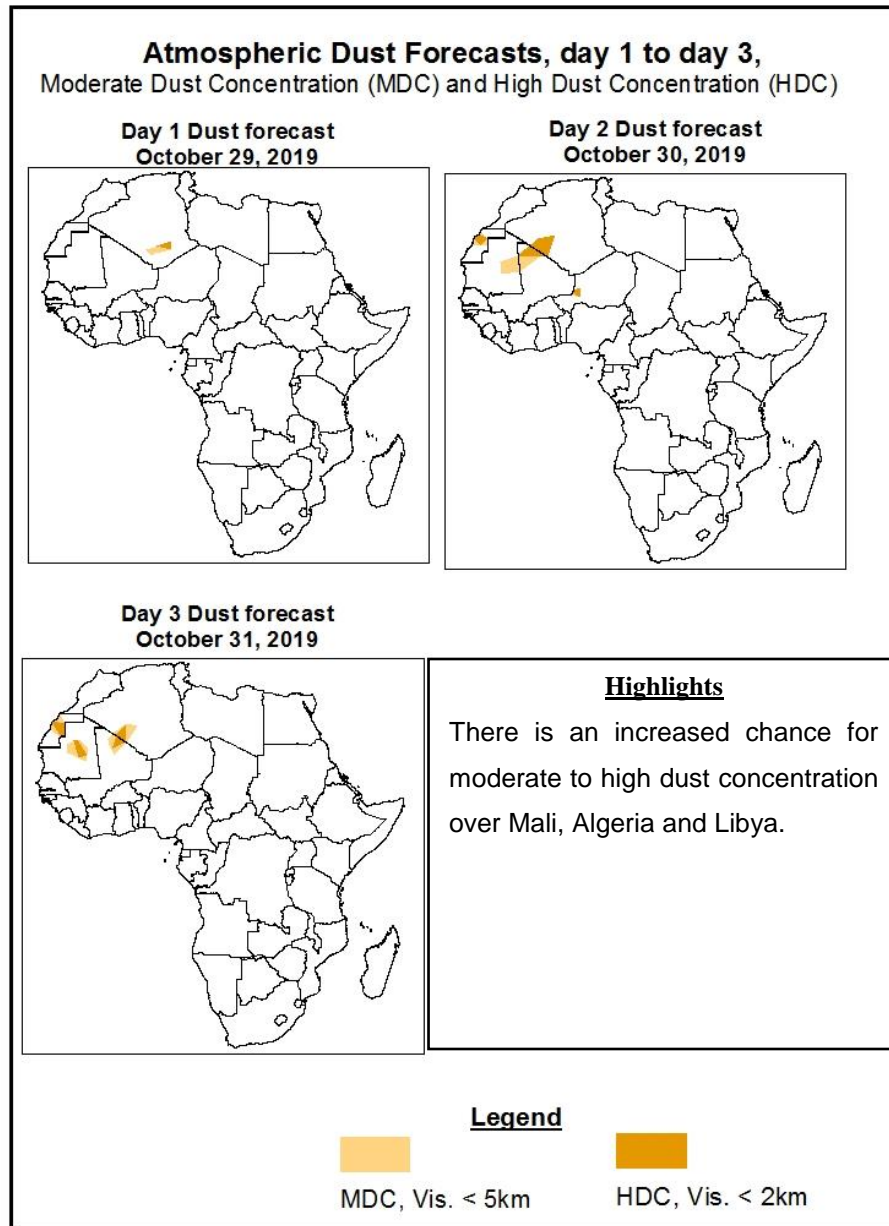 Atmospheric Dust Forecasts, day 1 to day 3,
Moderate Dust Concentration (MDC) and High Dust Concentration (HDC)
Day 1 Dust forecast
October 29, 2019
Day 2 Dust forecast
October 30, 2019
Day 3 Dust forecast
October 31, 2019
Highlights
There is an increased chance for
moderate to high dust concentration
over Mali, Algeria and Libya.
Legend
MDC, Vis. < 5km
HDC, Vis. < 2km